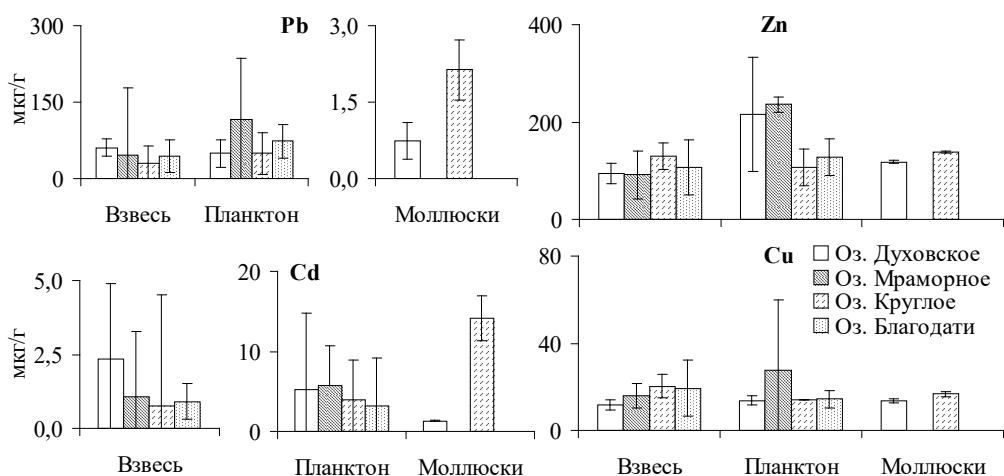 Pb
мкг/г
300
150
0
Взвесь
Планктон
3,0
1,5
0,0
Моллюски
Zn
400
200
0
Cd
мкг/г
5,0
2,5
0,0
Взвесь
20
10
0
Планктон
Моллюски
Cu
80
40
0
Оз. Духовское
Оз. Мраморное
Оз. Круглое
Оз. Благодати
Взвесь
Планктон
Моллюски